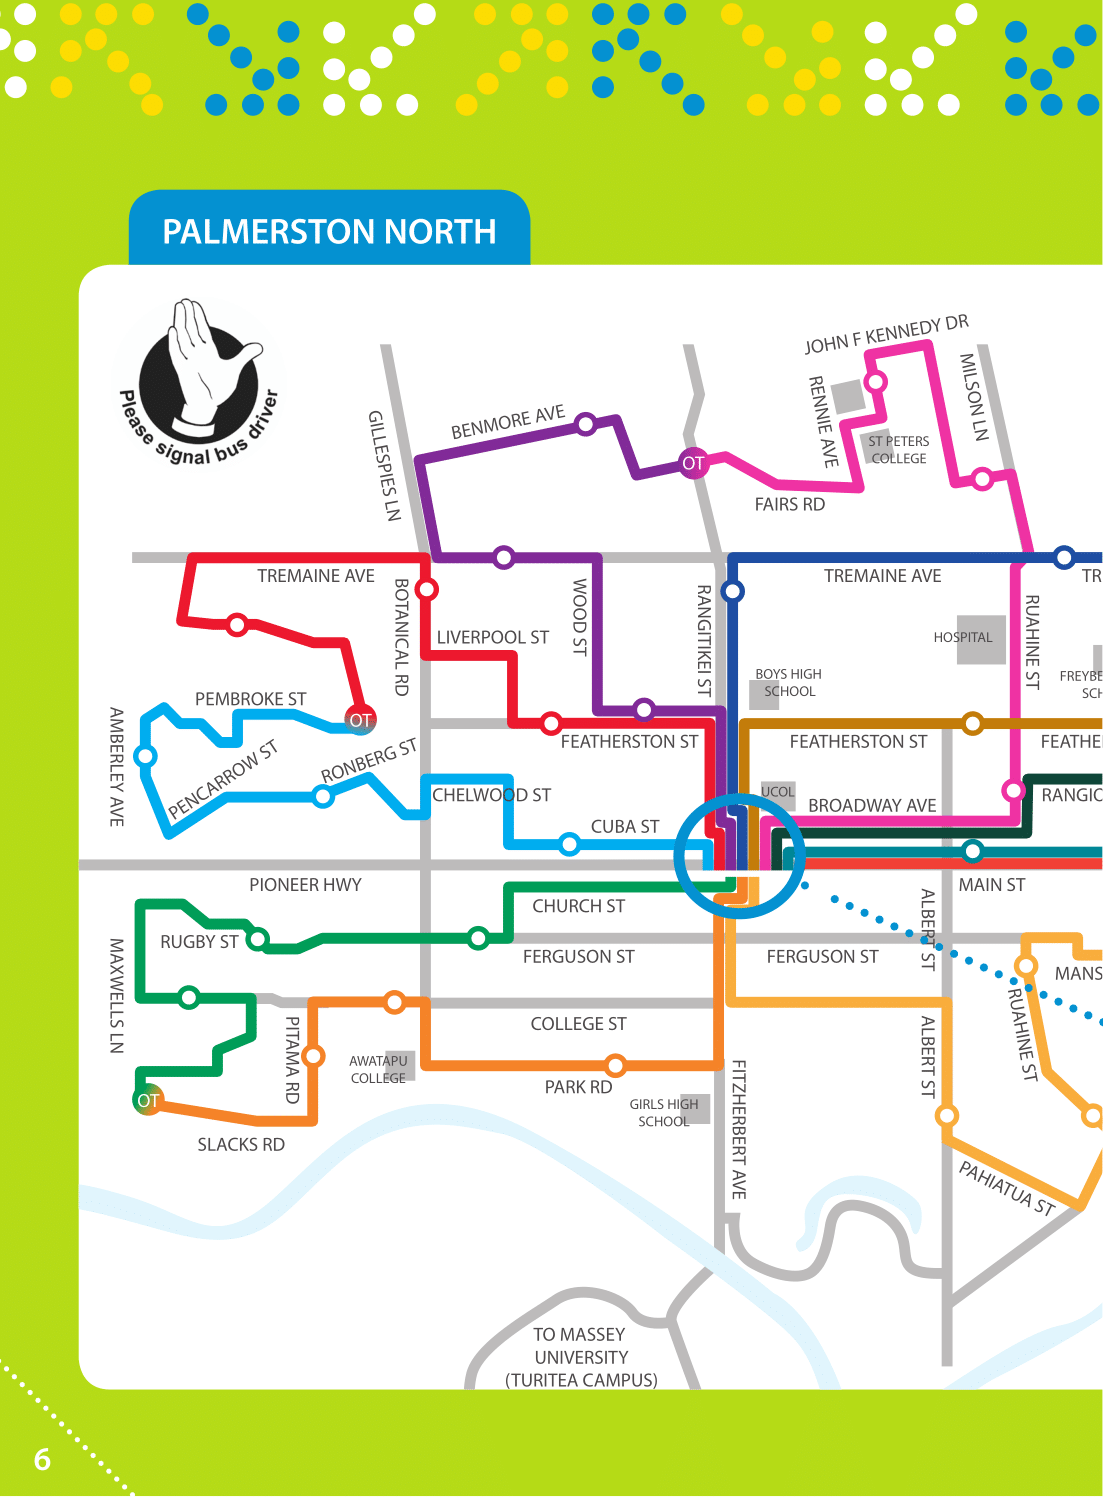 PALMERSTON NORTH
Please signal bus driver
JOHN F KENNEDY DR
MILSON LN
RENNIE AVE
GILLESPIES LN
BENMORE AVE
ST PETERS
COLLEGE
OT
FAIRS RD
TREMAINE AVE
TREMAINE AVE
TR
BOTANICAL RD
WOOD ST
RANGITIKEI ST
RUAHINE ST
LIVERPOOL ST
HOSPITAL
BOYS HIGH
SCHOOL
FREYBE
SCH
PEMBROKE ST
OT
AMBERLEY AVE
FEATHERSTON ST
FEATHERSTON ST
FEATHE
PENCARROW ST
RONBERG ST
CHELWOOD ST
UCOL
BROADWAY AVE
RANGIO
CUBA ST
PIONEER HWY
MAIN ST
CHURCH ST
ALBERT ST
RUGBY ST
FERGUSON ST
FERGUSON ST
MANS
MAXWELLS LN
RUAHINE ST
PITAMA RD
COLLEGE ST
ALBERT ST
AWATAPU
COLLEGE
PARK RD
OT
GIRLS HIGH
SCHOOL
FITZHERBERT AVE
SLACKS RD
PAHIATUA ST
TO MASSEY
UNIVERSITY
(TURITEA CAMPUS)
6